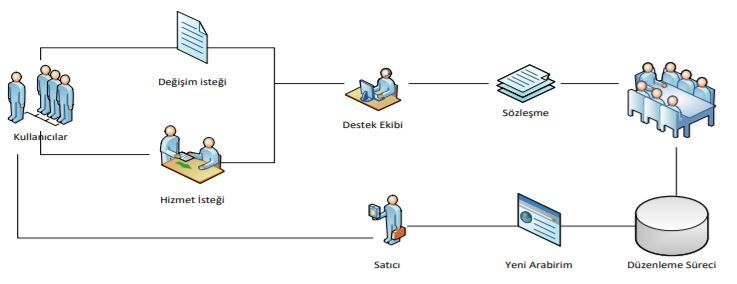 Değişim isteği
Kullanıcılar
Destek Ekibi
Sözleşme
Hizmet İsteği
Satıcı
Yeni Arabirim
Düzenleme Süreci